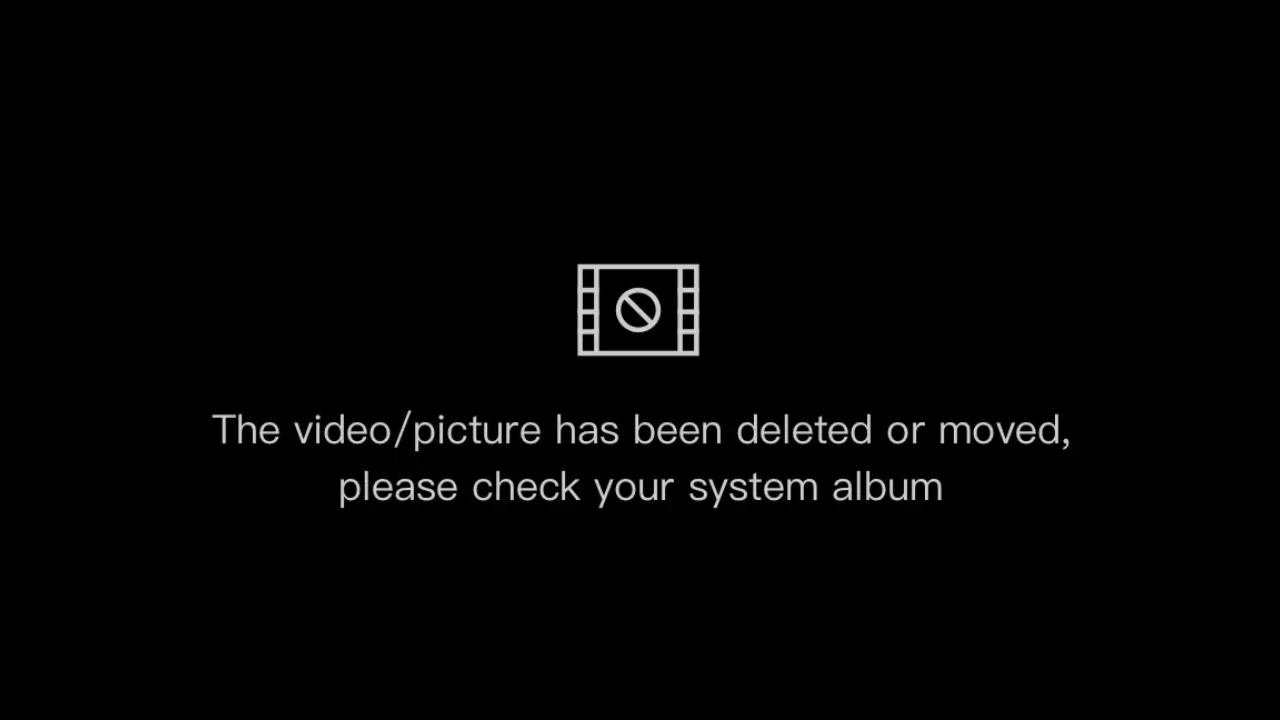 The video/picture has been deleted or moved,
please check your system album